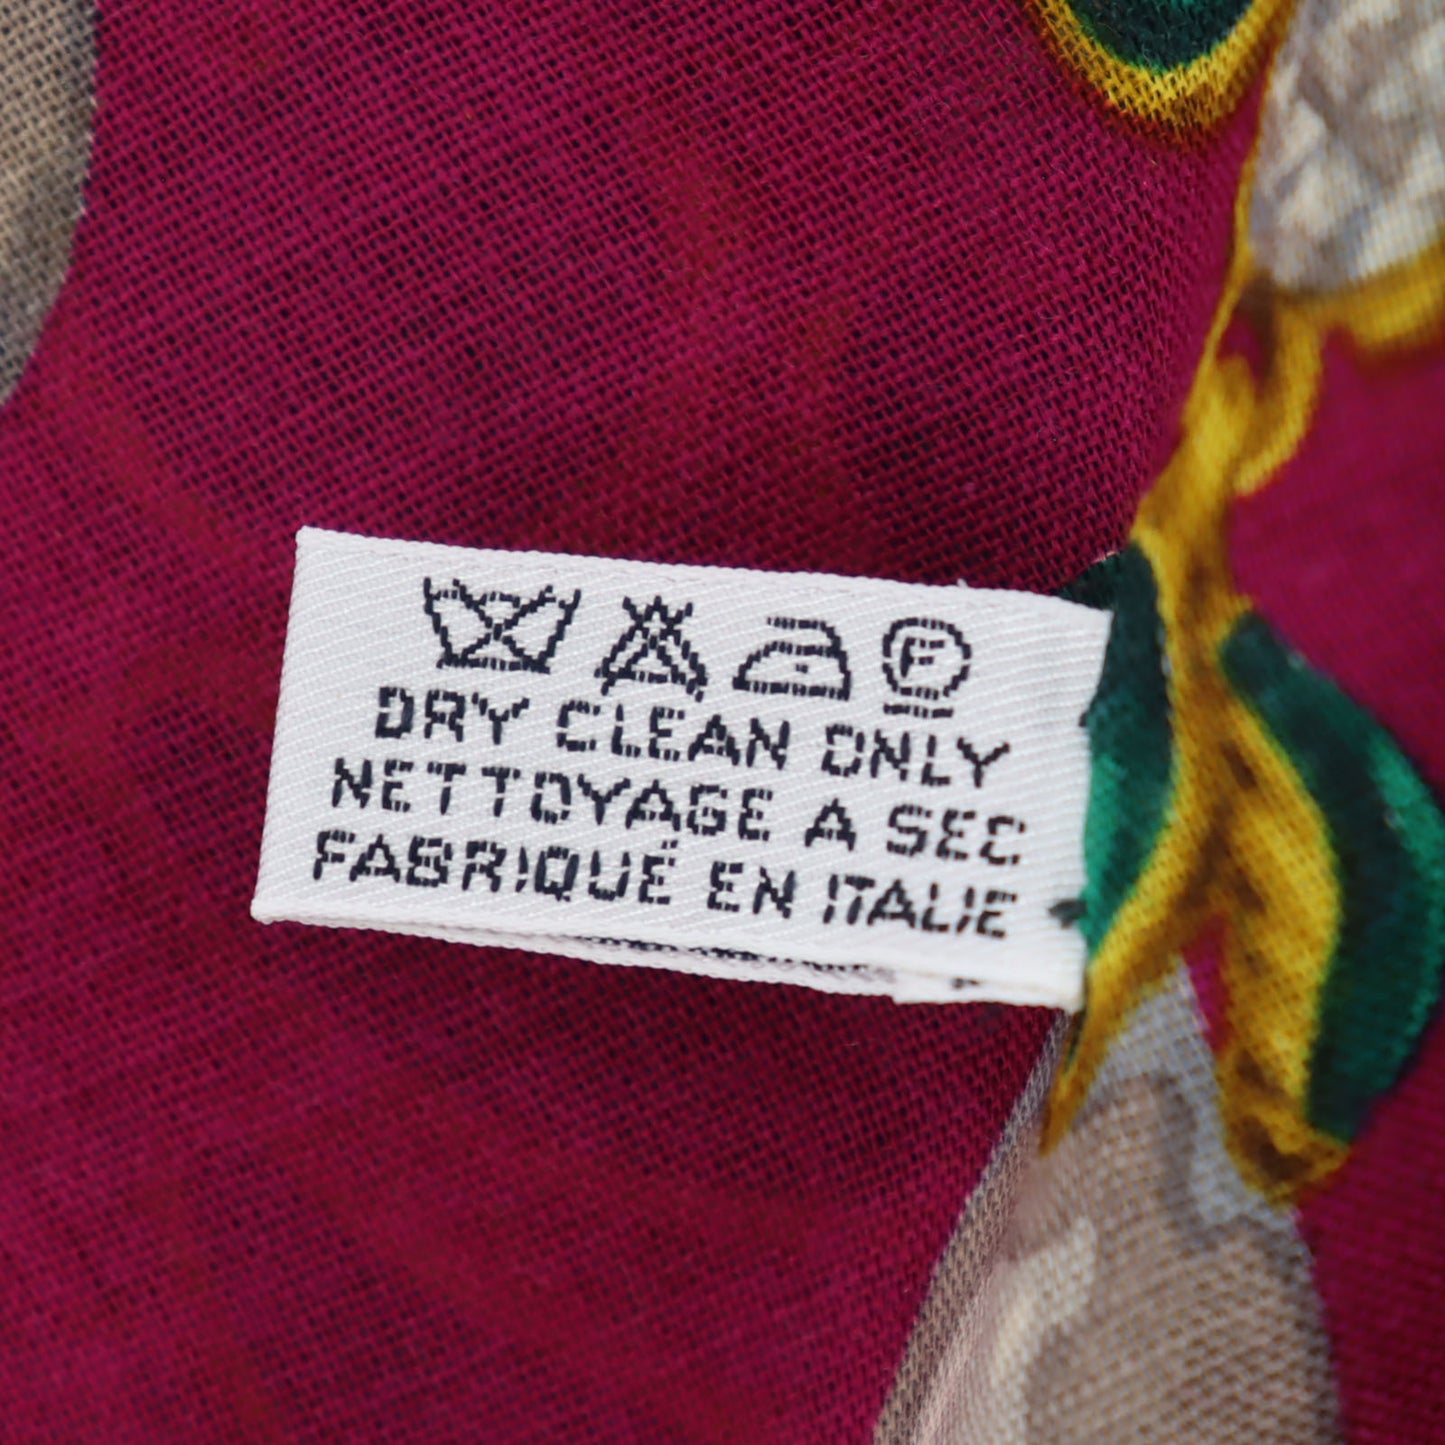 F
DRY CLEAN ONLY
NETTOYAGE A SEC
FABRIQUÉ EN ITALIE